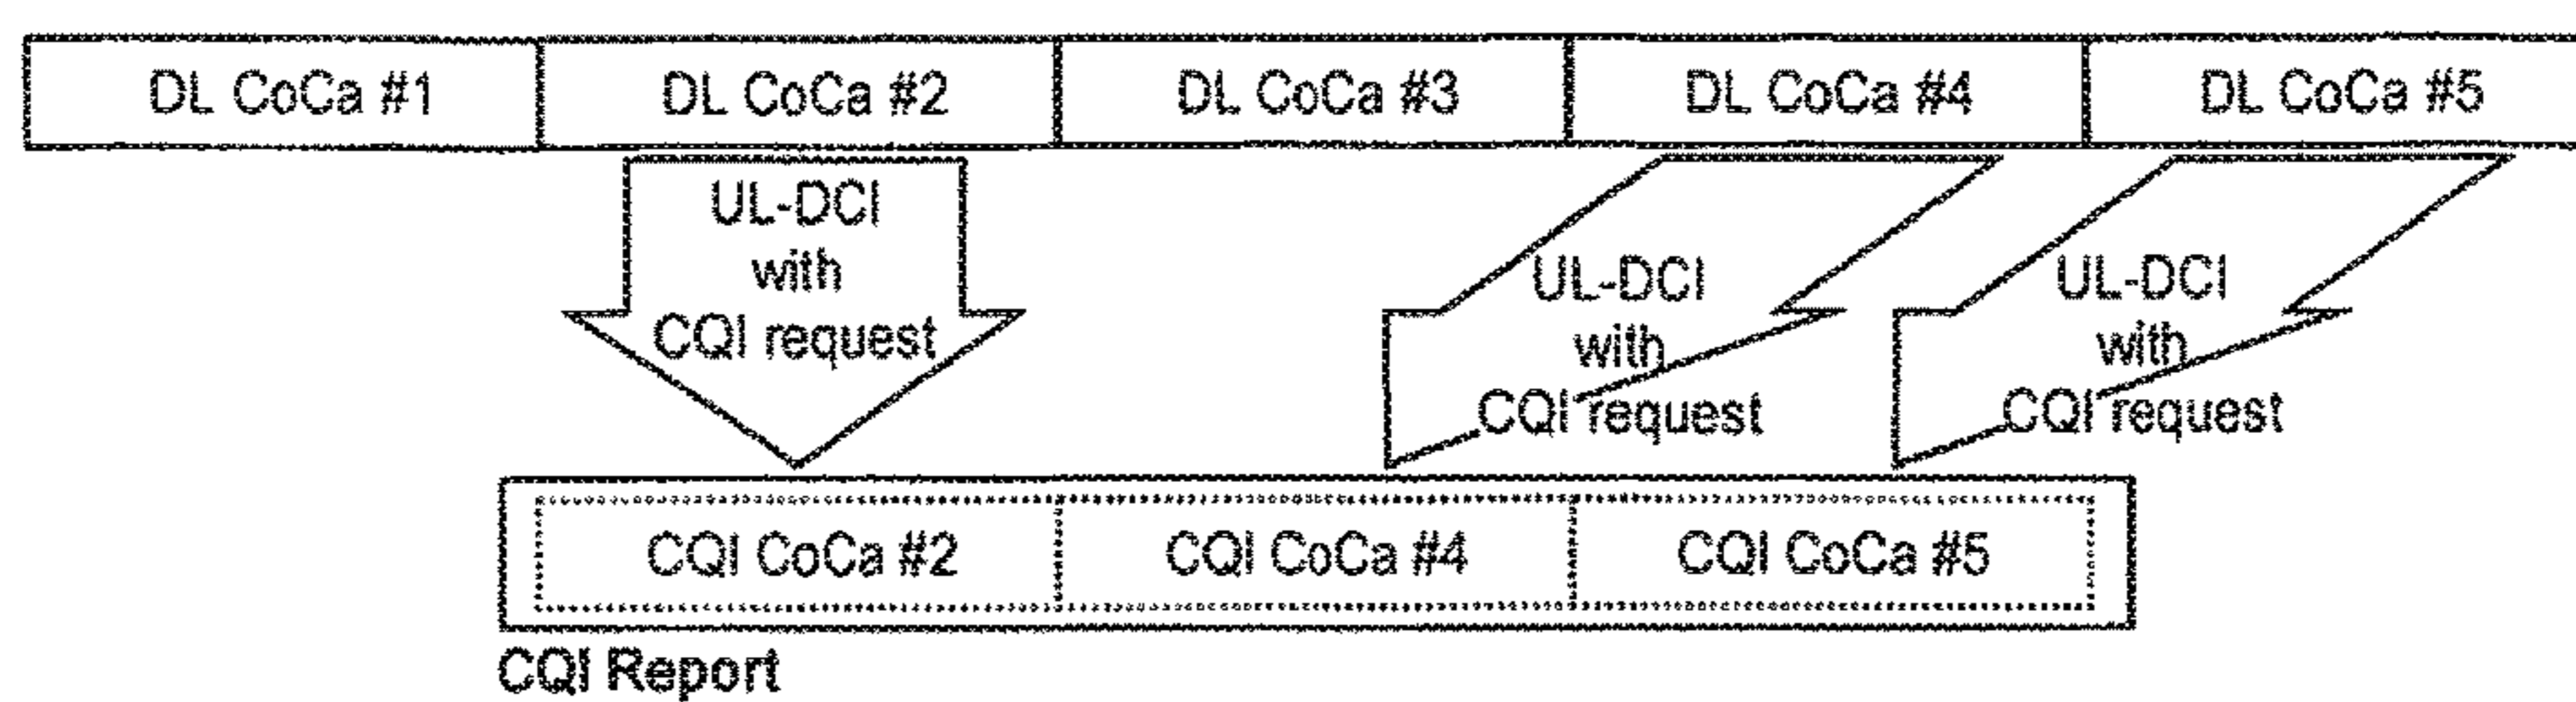 DL CoCa #1 DL CoCa #2 DL CoCa #3 DL CoCa #4 DL CoCa #5
UL-DCI
with
CQI request
UL-DCI
with
CQI request
UL-DCI
with
CQI request
CQI CoCa #2 CQI CoCa #4 CQI CoCa #5
CQI Report